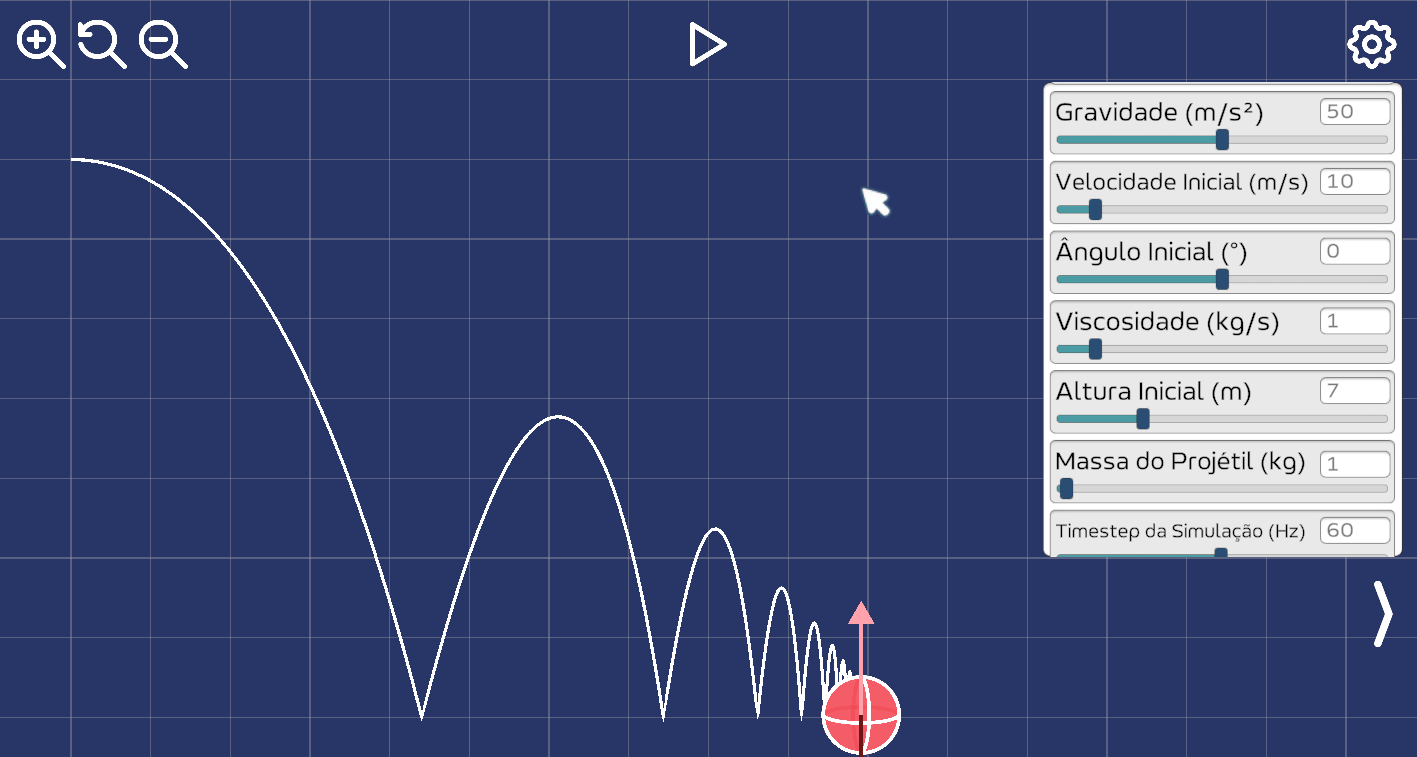 Gravidade (m/s²) 50
Velocidade Inicial (m/s) 10
Ângulo Inicial (°) 0
Viscosidade (kg/s) 1
Altura Inicial (m) 7
Massa do Projétil (kg) 1
Timestep da Simulação (Hz) 60